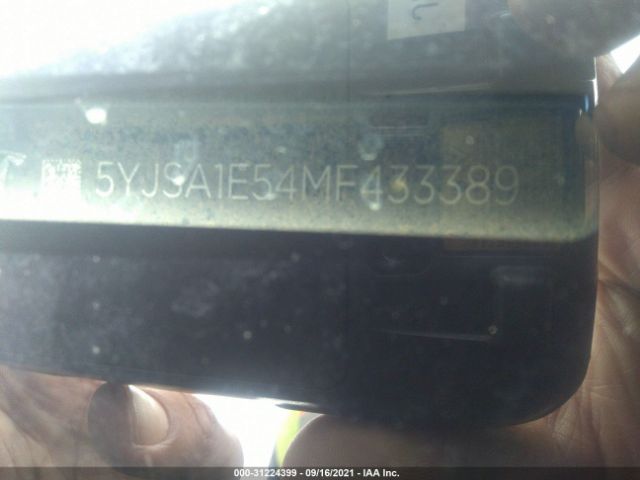 5YJSA1E54MF433389
000-31224399 - 09/16/2021 - IAA Inc.